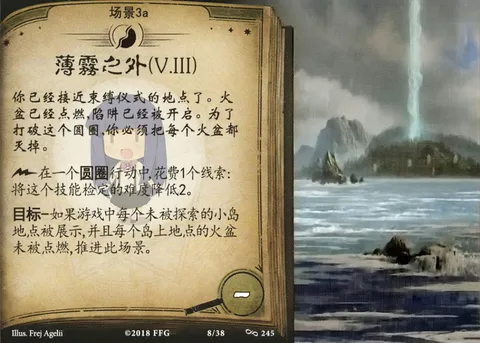 场景3a
薄霧之外(V.III)
你已经接近束缚仪式的地点了。火
盆已经点燃,陷阱已经被开启。为了
打破这个圆圈,你必须把每个火盆都
灭掉。
在一个圆圈行动中,花费1个线索:
将这个技能检定的难度降低2。
目标–如果游戏中每个未被探索的小岛
地点被展示,并且每个岛上地点的火盆
未被点燃,推进此场景。
–
Illus. Frej Agelii ©2018 FFG 8/38 245